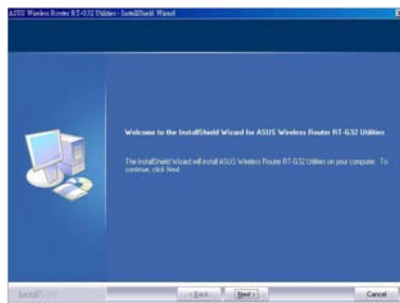 ASUS Wireless Router RT-G32 Utilities - InstallShield Wizard
Welcome to the InstallShield Wizard for ASUS Wireless Router RT-G32 Utilities
The InstallShield Wizard will install ASUS Wireless Router RT-G32 Utilities on your computer. To
continue, click Next.
InstallShield
< Back
Next >
Cancel